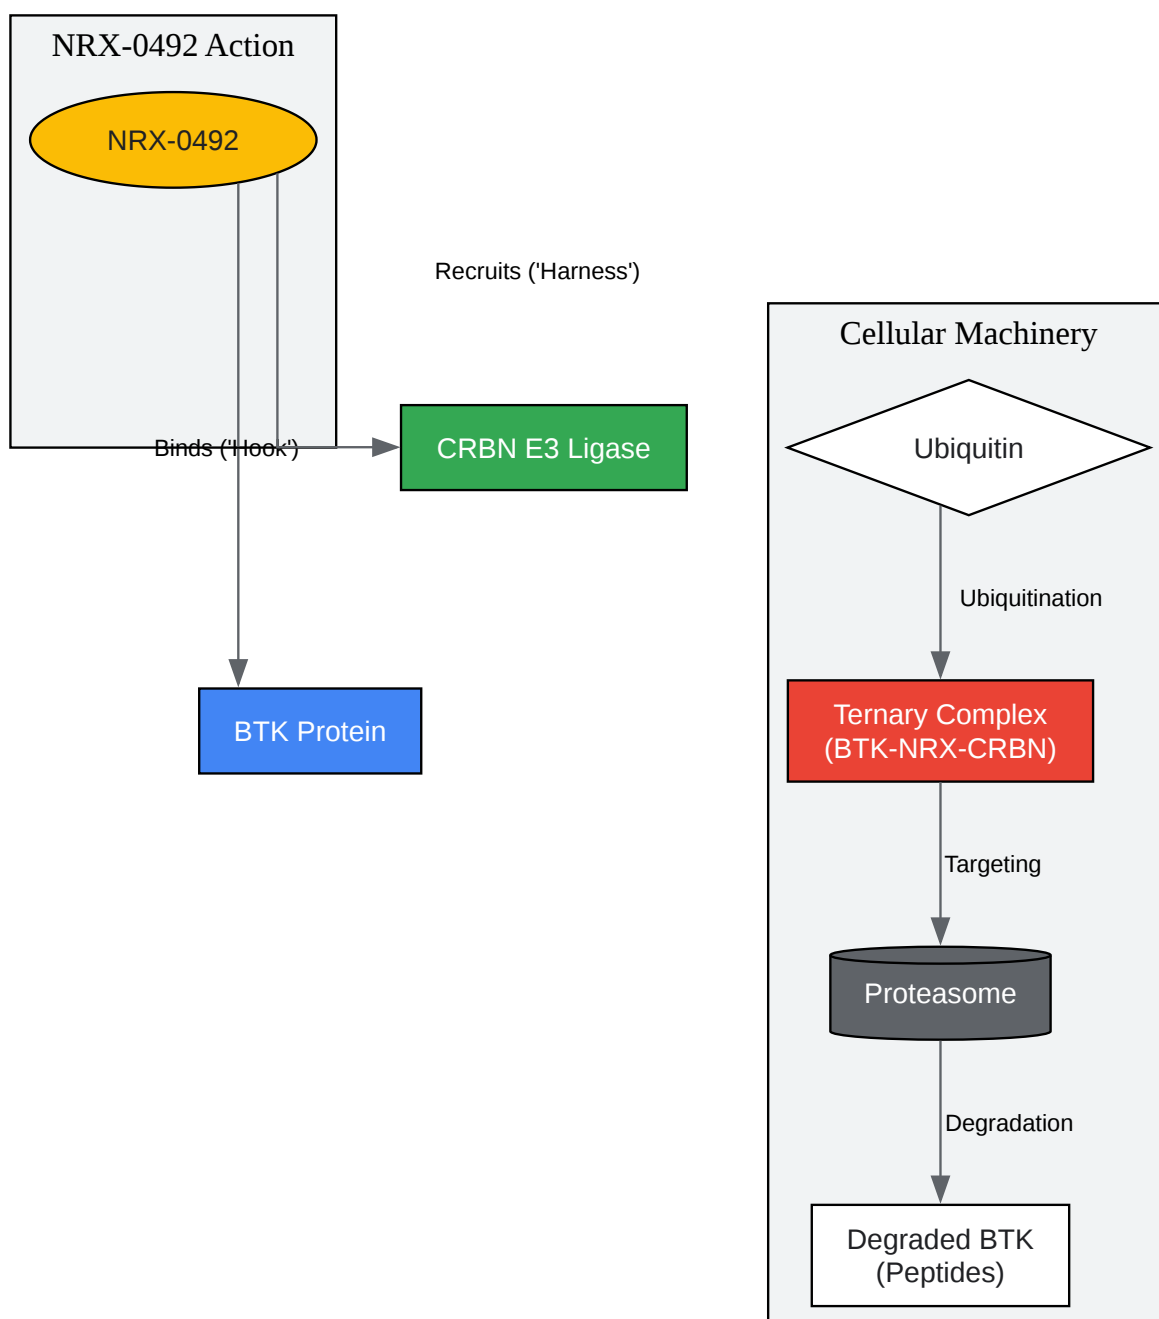 NRX-0492 Action
NRX-0492
Recruits ('Harness')
Binds ('Hook')
CRBN E3 Ligase
BTK Protein
Cellular Machinery
Ubiquitin
Ubiquitination
Ternary Complex
(BTK-NRX-CRBN)
Targeting
Proteasome
Degradation
Degraded BTK
(Peptides)